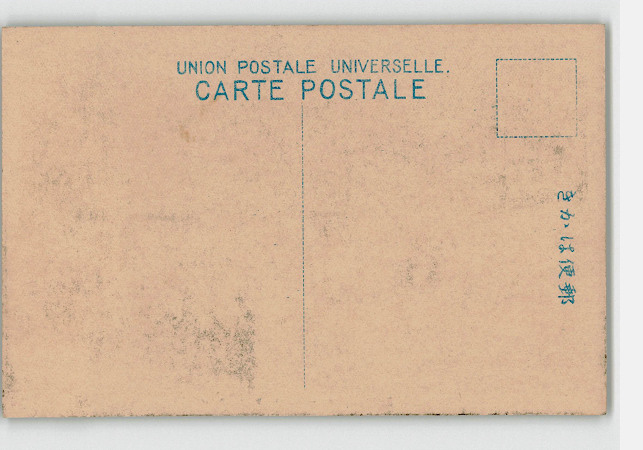 UNION POSTALE UNIVERSELLE.
CARTE POSTALE
きかは便郵